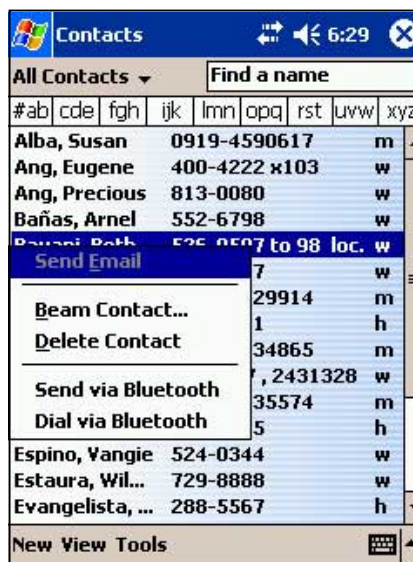 Contacts 6:29
All Contacts Find a name
#ab cde fgh ijk lmn opq rst uvw xyz
Alba, Susan 0919-4590617 m
Ang, Eugene 400-4222 x103 w
Ang, Precious 813-0080 w
Bañas, Arnel 552-6798 w
to 98 loc. w
Send Email
7 w
29914 m
Beam Contact...
1 h
Delete Contact
34865 m
, 2431328 w
Send via Bluetooth
35574 m
Dial via Bluetooth
5 h
Espino, Vangie 524-0344 w
Estaura, Wil... 729-8888 w
Evangelista, ... 288-5567 h
New View Tools